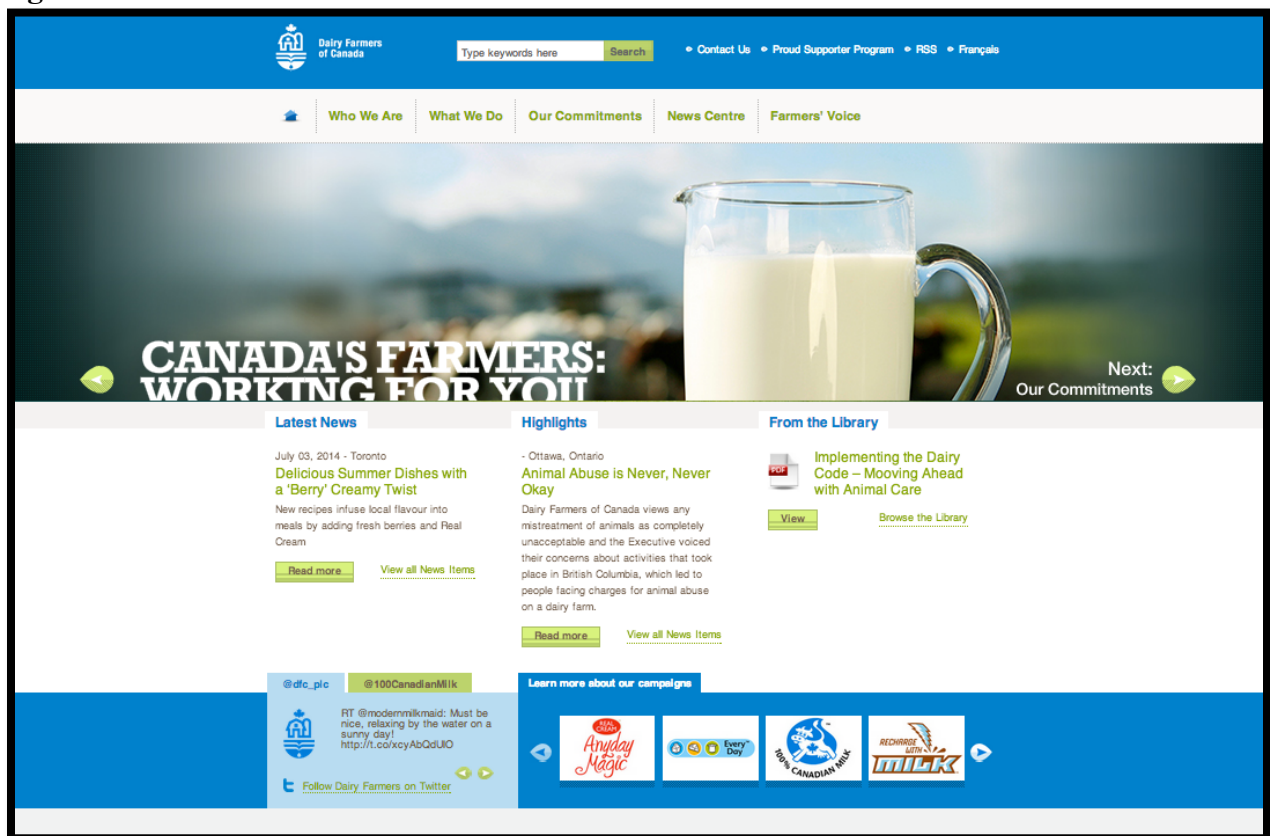 Dairy Farmers
of Canada
Type keywords here
Search
Contact Us
Proud Supporter Program
RSS
Français
Who We Are
What We Do
Our Commitments
News Centre
Farmers' Voice
CANADA'S FARMERS:
WORKING FOR YOU
Next:
Our Commitments
Latest News
July 03, 2014 - Toronto
Delicious Summer Dishes with
a 'Berry' Creamy Twist
New recipes infuse local flavour into
meals by adding fresh berries and Real
Cream
Read more
View all News Items
Highlights
- Ottawa, Ontario
Animal Abuse is Never, Never
Okay
Dairy Farmers of Canada views any
mistreatment of animals as completely
unacceptable and the Executive voiced
their concerns about activities that took
place in British Columbia, which led to
people facing charges for animal abuse
on a dairy farm.
Read more
View all News Items
From the Library
PDF
Implementing the Dairy
Code – Mooving Ahead
with Animal Care
View
Browse the Library
@dfc_plc
@100CanadianMilk
RT @modernmilkmaid: Must be
nice, relaxing by the water on a
sunny day!
http://t.co/xcyAbQdUlO
Follow Dairy Farmers on Twitter
Learn more about our campaigns
REAL
CREAM
Anyday
Magic
Every
Day
100% CANADIAN MILK
RECHARGE
WITH
MILK